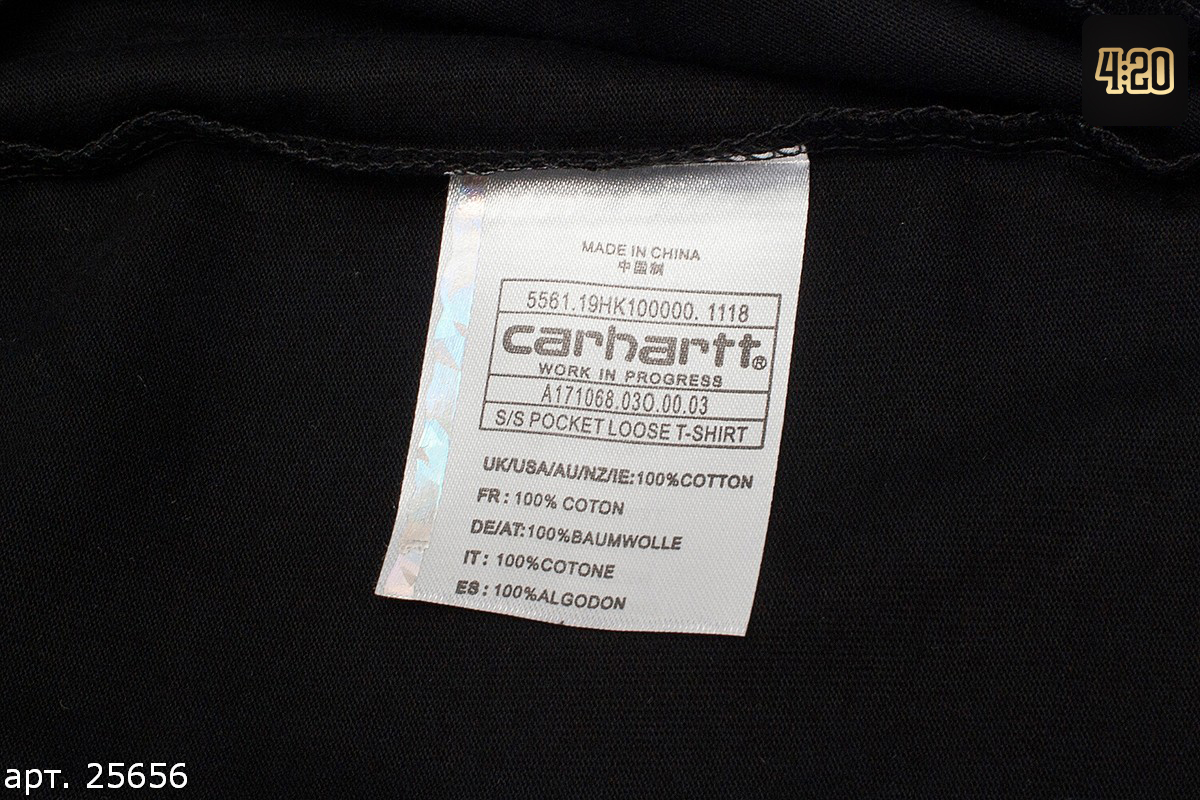 4:20
MADE IN CHINA
中国制
5561.19HK100000. 1118
carhartt®
WORK IN PROGRESS
A171068.03O.00.03
S/S POCKET LOOSE T-SHIRT
UK/USA/AU/NZ/IE:100%COTTON
FR: 100% COTON
DE/AT:100%BAUMWOLLE
IT: 100%COTONE
ES: 100%ALGODON
арт. 25656